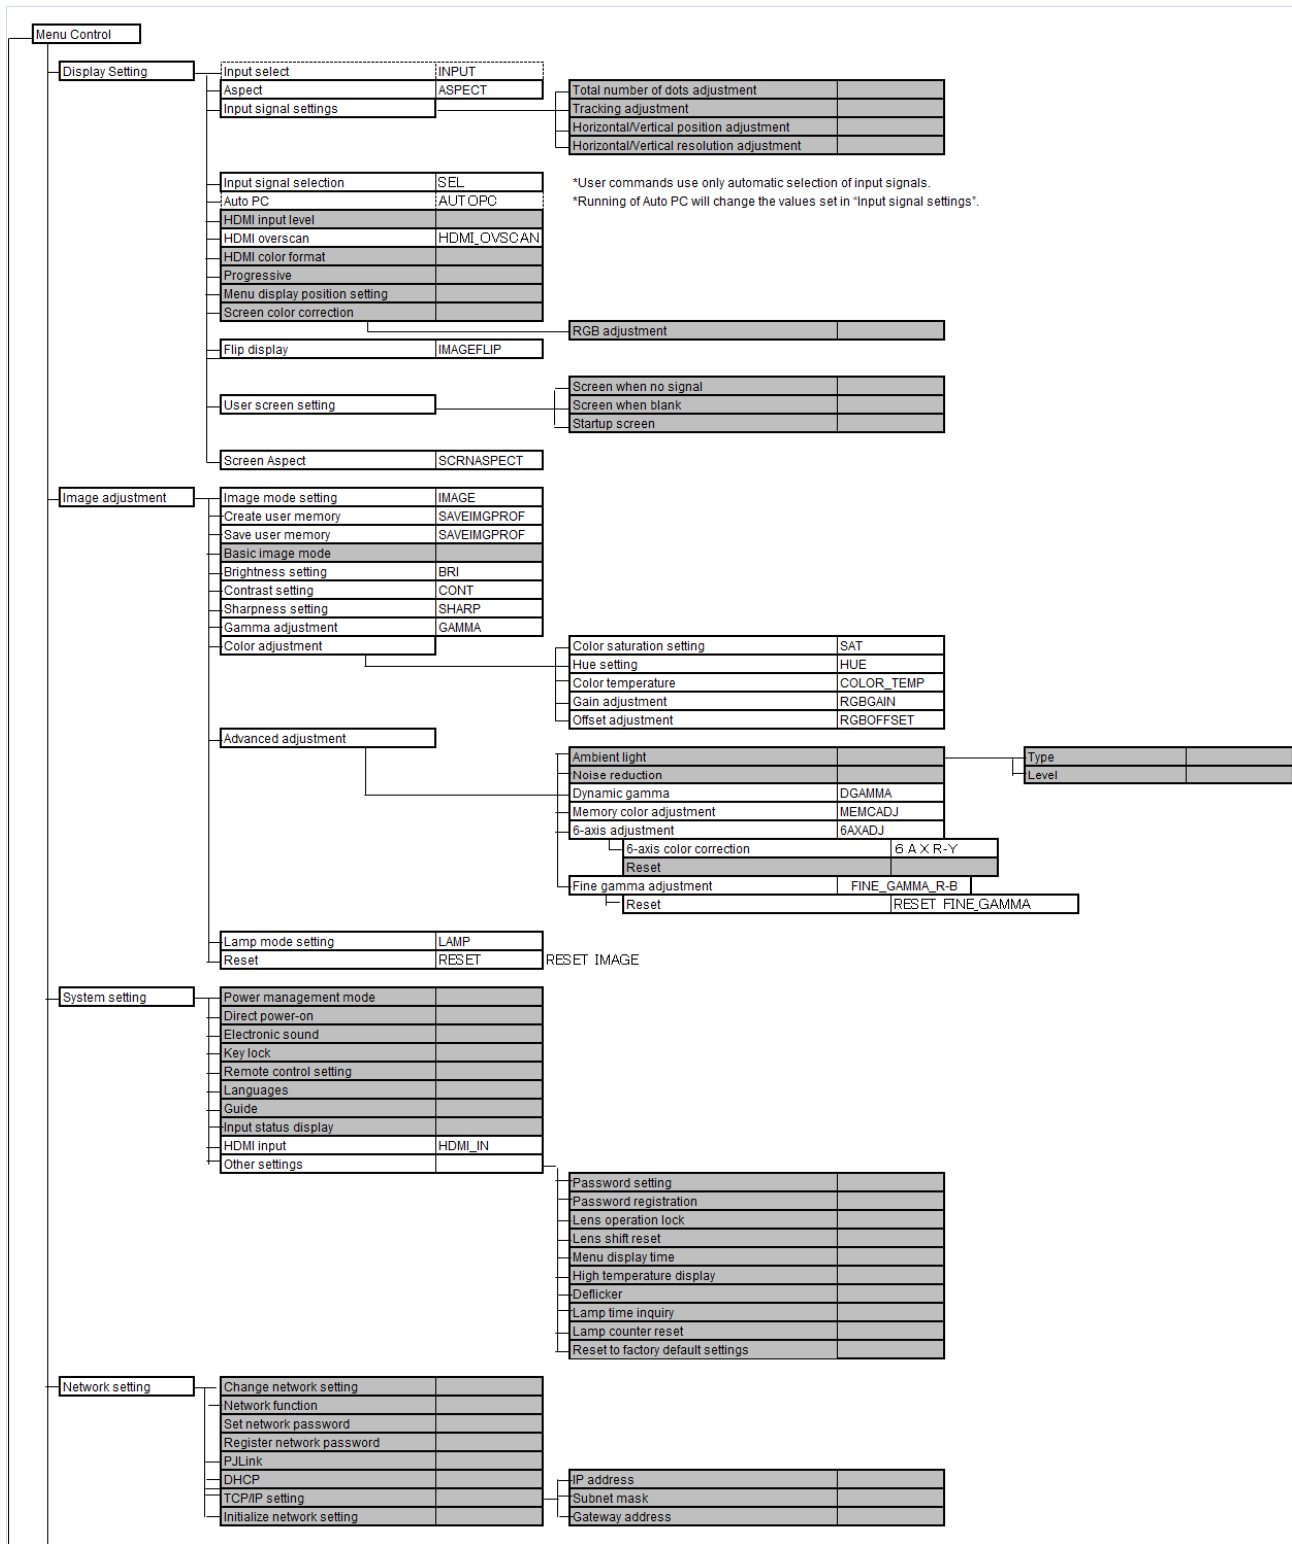 Menu Control
Display Setting
Input select INPUT
Aspect ASPECT
Total number of dots adjustment
Input signal settings
Tracking adjustment
Horizontal/Vertical position adjustment
Horizontal/Vertical resolution adjustment
Input signal selection SEL
*User commands use only automatic selection of input signals.
Auto PC AUTOPC
*Running of Auto PC will change the values set in “Input signal settings”.
HDMI input level
HDMI overscan HDMI_OVSCAN
HDMI color format
Progressive
Menu display position setting
Screen color correction
RGB adjustment
Flip display IMAGEFLIP
Screen when no signal
User screen setting
Screen when blank
Startup screen
Screen Aspect SCRNASPECT
Image adjustment
Image mode setting IMAGE
Create user memory SAVEIMGPROF
Save user memory SAVEIMGPROF
Basic image mode
Brightness setting BRI
Contrast setting CONT
Sharpness setting SHARP
Gamma adjustment GAMMA
Color adjustment
Color saturation setting SAT
Hue setting HUE
Color temperature COLOR_TEMP
Gain adjustment RGBGAIN
Offset adjustment RGBOFFSET
Advanced adjustment
Ambient light
Type
Level
Noise reduction
Dynamic gamma DGAMMA
Memory color adjustment MEMCADJ
6-axis adjustment 6AXADJ
6-axis color correction 6AXR-Y
Reset
Fine gamma adjustment FINE_GAMMA_R-B
Reset RESET FINE_GAMMA
Lamp mode setting LAMP
Reset RESET RESET IMAGE
System setting
Power management mode
Direct power-on
Electronic sound
Key lock
Remote control setting
Languages
Guide
Input status display
HDMI input HDMI_IN
Other settings
Password setting
Password registration
Lens operation lock
Lens shift reset
Menu display time
High temperature display
Deflicker
Lamp time inquiry
Lamp counter reset
Reset to factory default settings
Network setting
Change network setting
Network function
Set network password
Register network password
PJLink
DHCP
IP address
TCP/IP setting
Subnet mask
Initialize network setting
Gateway address